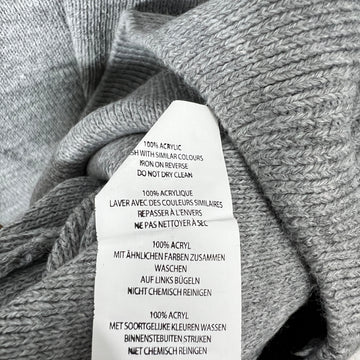 100% ACRYLIC
SH WITH SIMILAR COLOURS
IRON ON REVERSE
DO NOT DRY CLEAN
100% ACRYLIQUE
LAVER AVEC DES COULEURS SIMILAIRES
REPASSER À L'ENVERS
NE PAS NETTOYER À SEC
100% ACRYL
MIT ÄHNLICHEN FARBEN ZUSAMMEN
WASCHEN
AUF LINKS BÜGELN
NICHT CHEMISCH REINIGEN
100% ACRYL
MET SOORTGELIJKE KLEUREN WASSEN
BINNENSTEBUITEN STRIJKEN
NIET CHEMISCH REINIGEN